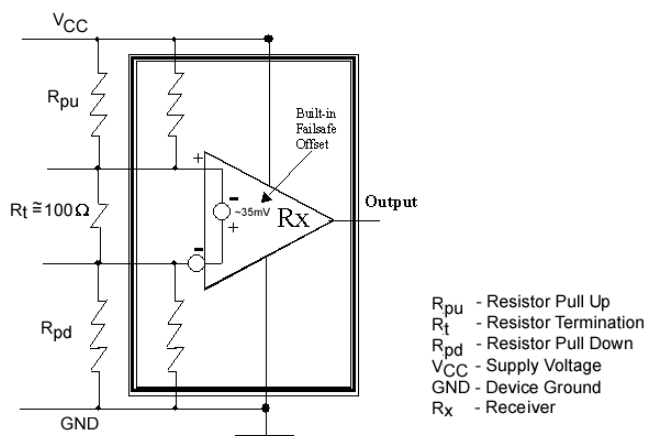 VCC
Rpu
Built-in
Failsafe
Offset
+
-
Output
Rt ≅100Ω
~35mV
Rx
+
-
Rpd
GND
Rpu - Resistor Pull Up
Rt - Resistor Termination
Rpd - Resistor Pull Down
VCC - Supply Voltage
GND - Device Ground
Rx - Receiver